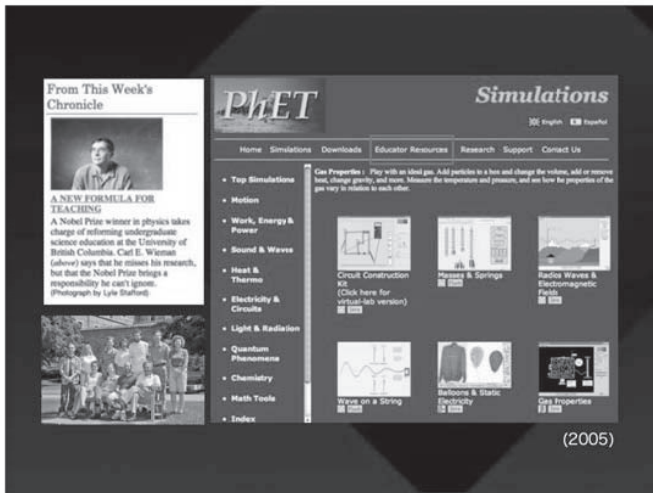 From This Week's
Chronicle
A NEW FORMULA FOR
TEACHING
A Nobel Prize winner in physics takes
charge of reforming undergraduate
science education at the University of
British Columbia. Carl E. Wieman
(above) says that he misses his research,
but that the Nobel Prize brings a
responsibility he can't ignore.
(Photograph by Lyle Stafford)
PhET
Simulations
English Español
Home Simulations Downloads Educator Resources Research Support Contact Us
• Top Simulations
• Motion
• Work, Energy &
Power
• Sound & Waves
• Heat &
Thermo
• Electricity &
Circuits
• Light & Radiation
• Quantum
Phenomena
• Chemistry
• Math Tools
• Index
Gas Properties : Play with an ideal gas. Add particles to a box and change the volume, add or remove
heat, change gravity, and more. Measure the temperature and pressure, and see how the properties of the
gas vary in relation to each other.
Circuit Construction
Kit
(Click here for
virtual-lab version)
Masses & Springs
Radios Waves &
Electromagnetic
Fields
Wave on a String
Balloons & Static
Electricity
Gas Properties
(2005)